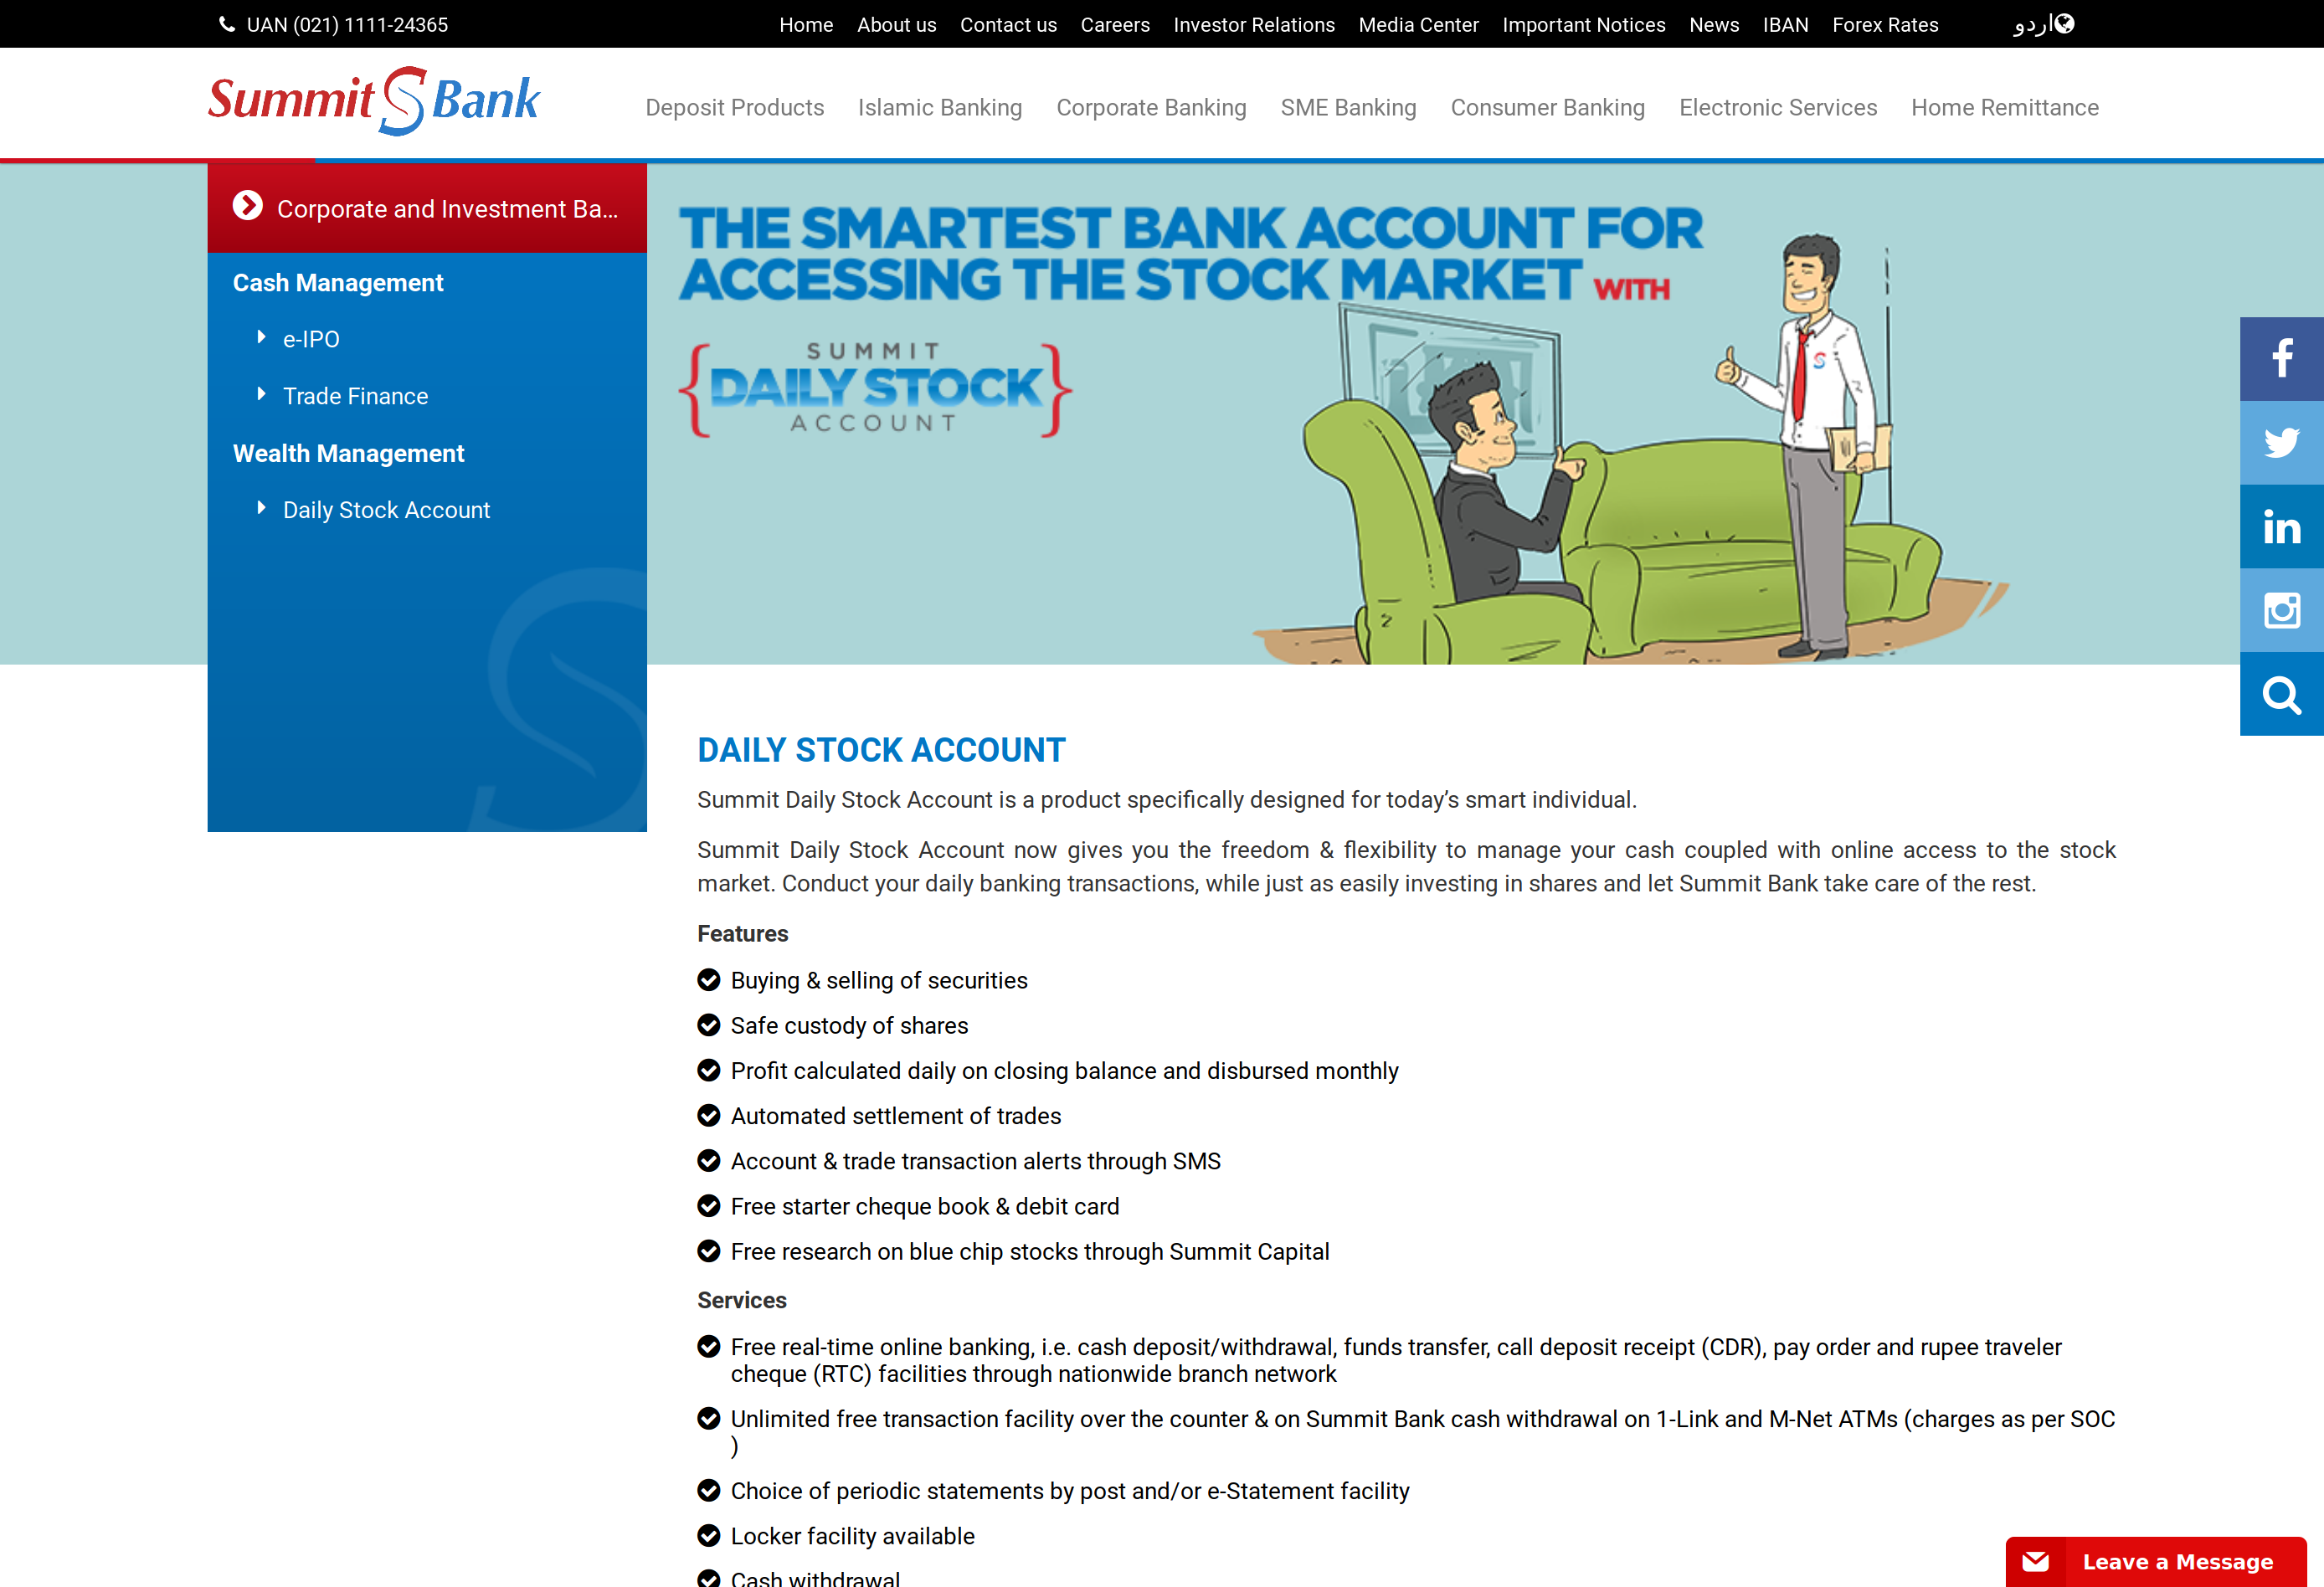 UAN (021) 1111-24365
Home About us Contact us Careers Investor Relations Media Center Important Notices News IBAN Forex Rates اردو
Summit S Bank
Deposit Products Islamic Banking Corporate Banking SME Banking Consumer Banking Electronic Services Home Remittance
Corporate and Investment Ba...
Cash Management
e-IPO
Trade Finance
Wealth Management
Daily Stock Account
THE SMARTEST BANK ACCOUNT FOR
ACCESSING THE STOCK MARKET WITH
SUMMIT
{DAILY STOCK}
ACCOUNT
DAILY STOCK ACCOUNT
Summit Daily Stock Account is a product specifically designed for today’s smart individual.
Summit Daily Stock Account now gives you the freedom & flexibility to manage your cash coupled with online access to the stock
market. Conduct your daily banking transactions, while just as easily investing in shares and let Summit Bank take care of the rest.
Features
Buying & selling of securities
Safe custody of shares
Profit calculated daily on closing balance and disbursed monthly
Automated settlement of trades
Account & trade transaction alerts through SMS
Free starter cheque book & debit card
Free research on blue chip stocks through Summit Capital
Services
Free real-time online banking, i.e. cash deposit/withdrawal, funds transfer, call deposit receipt (CDR), pay order and rupee traveler
cheque (RTC) facilities through nationwide branch network
Unlimited free transaction facility over the counter & on Summit Bank cash withdrawal on 1-Link and M-Net ATMs (charges as per SOC
)
Choice of periodic statements by post and/or e-Statement facility
Locker facility available
Cash withdrawal
Leave a Message